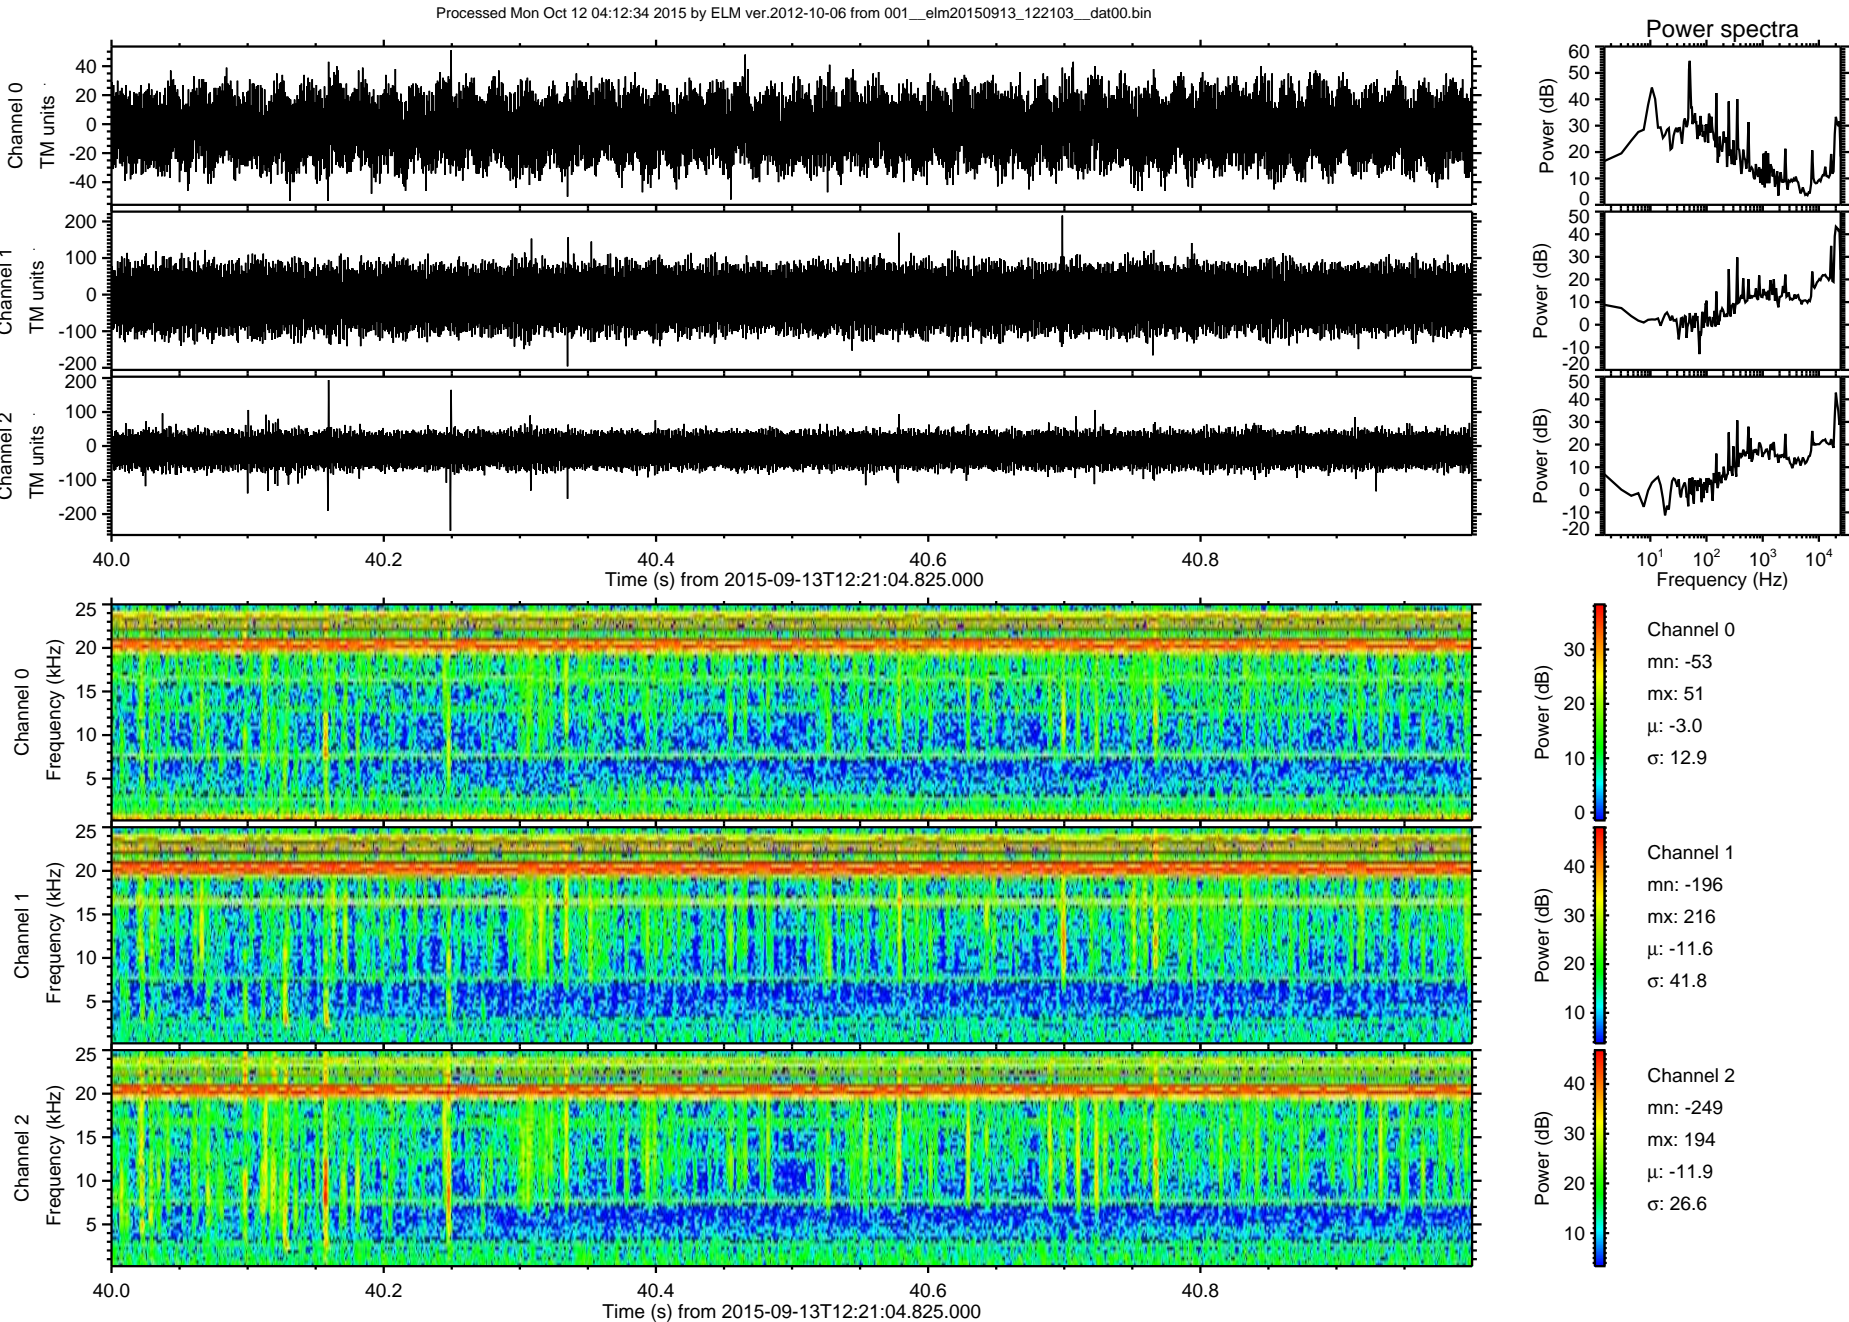 Processed Mon Oct 12 04:12:34 2015 by ELM ver.2012-10-06 from 001__elm20150913_122103__dat00.bin
Power spectra
Channel 0
TM units
40
20
0
-20
-40
Power (dB)
60
50
40
30
20
10
0
Channel 1
TM units
200
100
0
-100
-200
Power (dB)
50
40
30
20
10
0
-10
-20
Channel 2
TM units
200
100
0
-100
-200
Power (dB)
50
40
30
20
10
0
-10
-20
40.0 40.2 40.4 40.6 40.8
Time (s) from 2015-09-13T12:21:04.825.000
10¹ 10² 10³ 10⁴
Frequency (Hz)
Channel 0
Frequency (kHz)
25
20
15
10
5
Power (dB)
30
20
10
0
Channel 0
mn: -53
mx: 51
μ: -3.0
σ: 12.9
Channel 1
Frequency (kHz)
25
20
15
10
5
Power (dB)
40
30
20
10
Channel 1
mn: -196
mx: 216
μ: -11.6
σ: 41.8
Channel 2
Frequency (kHz)
25
20
15
10
5
Power (dB)
40
30
20
10
Channel 2
mn: -249
mx: 194
μ: -11.9
σ: 26.6
40.0 40.2 40.4 40.6 40.8
Time (s) from 2015-09-13T12:21:04.825.000